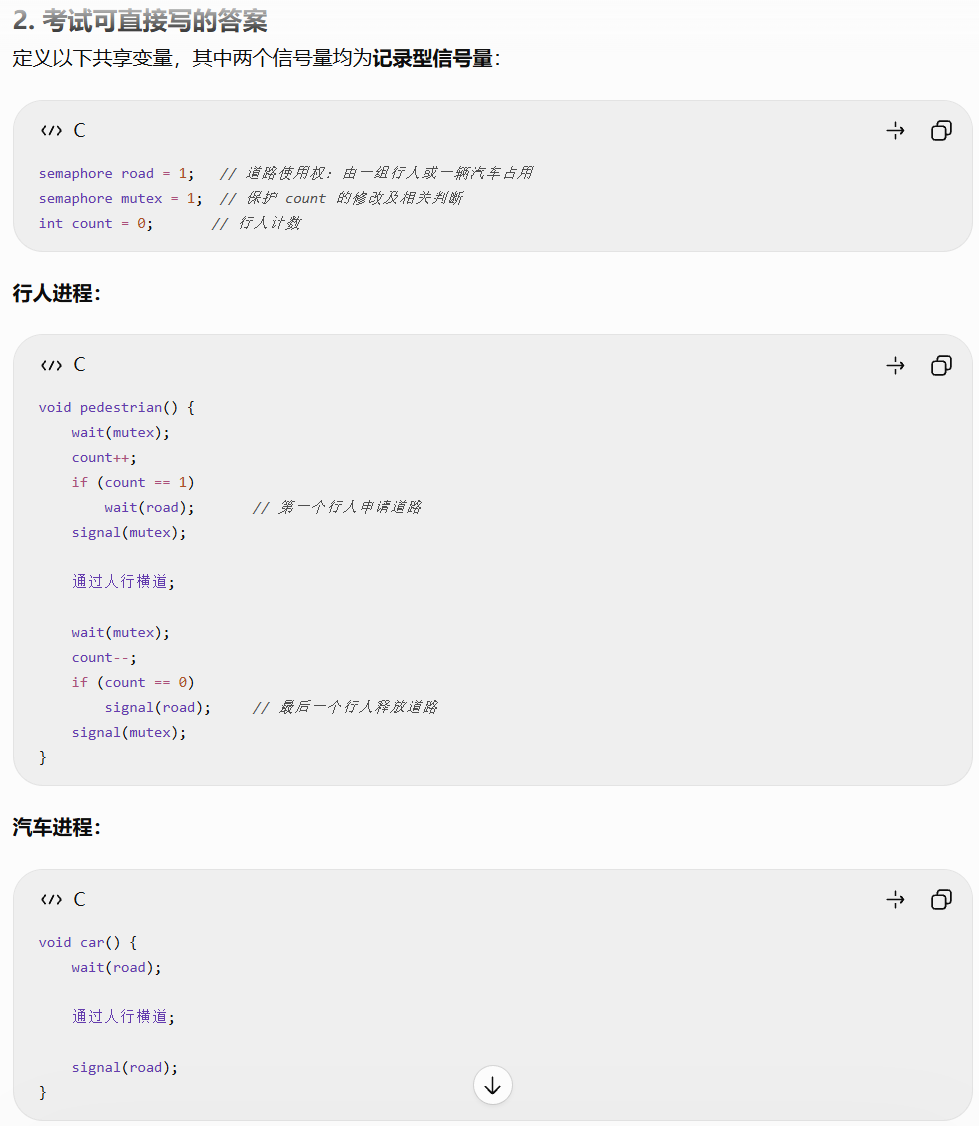 2. 考试可直接写的答案
定义以下共享变量，其中两个信号量均为记录型信号量：
C
semaphore road = 1;   // 道路使用权：由一组行人或一辆汽车占用
semaphore mutex = 1;  // 保护 count 的修改及相关判断
int count = 0;       // 行人计数
行人进程：
C
void pedestrian() {
    wait(mutex);
    count++;
    if (count == 1)
        wait(road);       // 第一个行人申请道路
    signal(mutex);
    通过人行横道;
    wait(mutex);
    count--;
    if (count == 0)
        signal(road);     // 最后一个行人释放道路
    signal(mutex);
}
汽车进程：
C
void car() {
    wait(road);
    通过人行横道;
    signal(road);
}